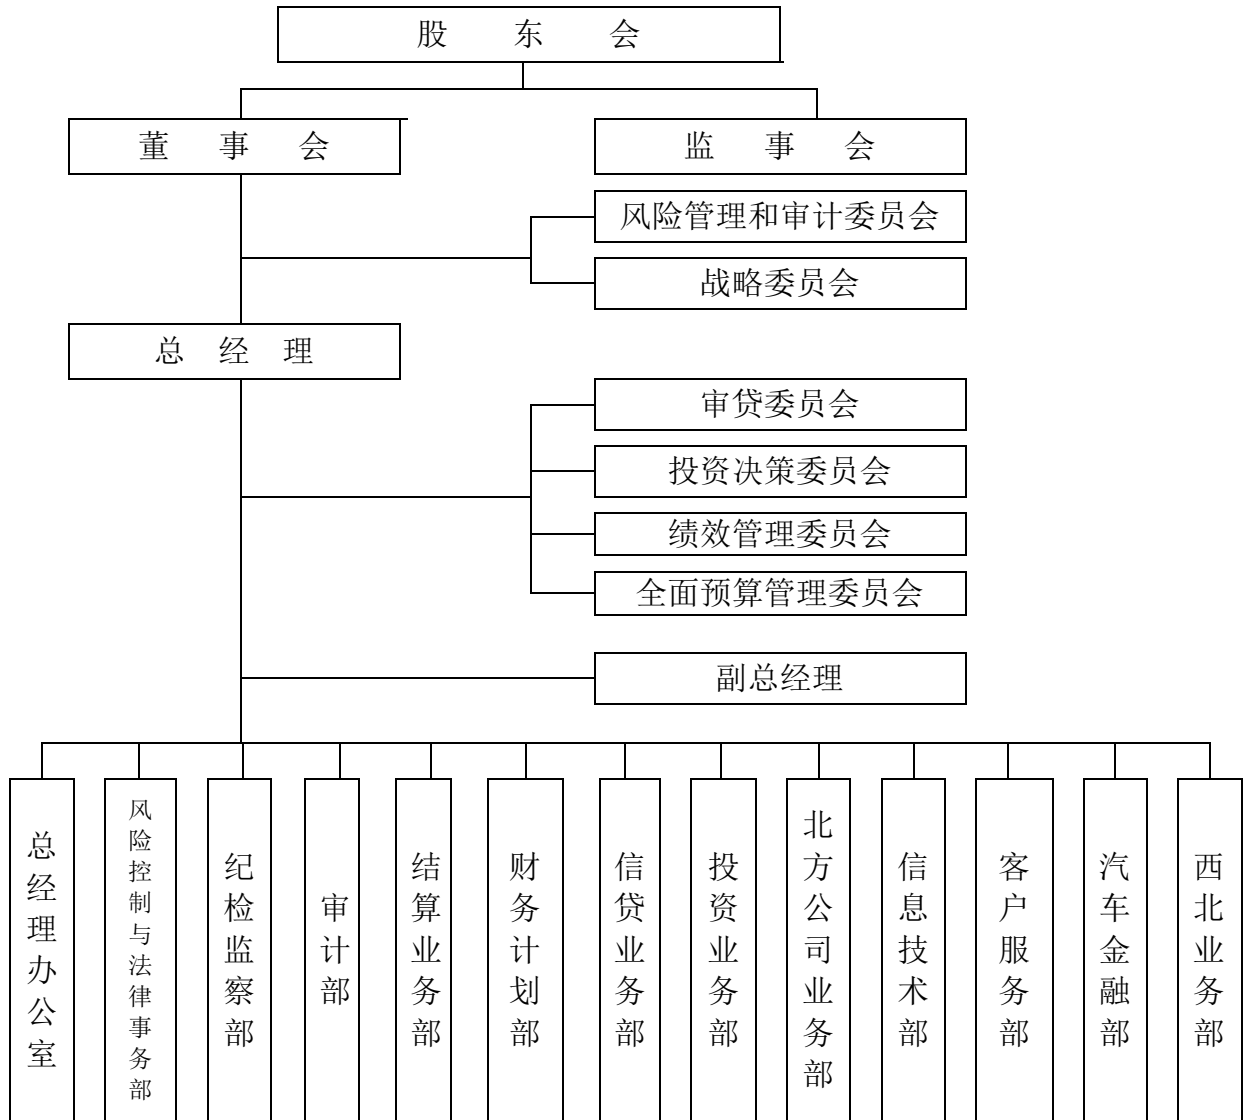 股东会
董事会
监事会
风险管理和审计委员会
战略委员会
总经理
审贷委员会
投资决策委员会
绩效管理委员会
全面预算管理委员会
副总经理
总经理办公室
风险控制与法律事务部
纪检监察部
审计部
结算业务部
财务计划部
信贷业务部
投资业务部
北方公司业务部
信息技术部
客户服务部
汽车金融部
西北业务部